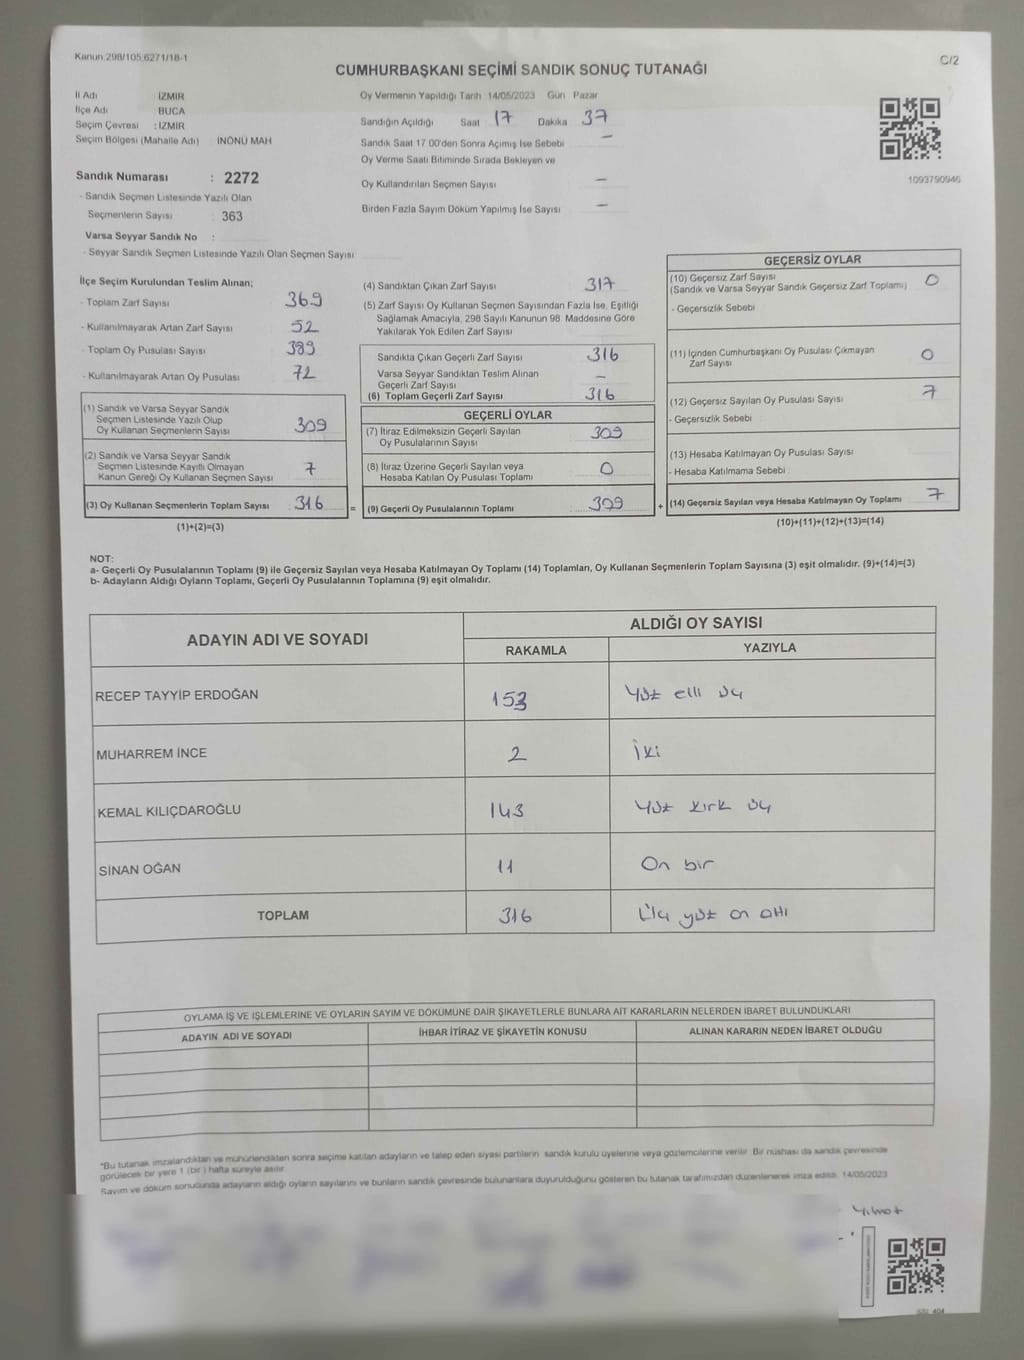 Kanun 298/105,6271/18-1
C/2
CUMHURBAŞKANI SEÇİMİ SANDIK SONUÇ TUTANAĞI
İl Adı İZMİR
İlçe Adı BUCA
Seçim Çevresi : İZMİR
Seçim Bölgesi (Mahalle Adı) İNÖNÜ MAH
Sandık Numarası : 2272
- Sandık Seçmen Listesinde Yazılı Olan
Seçmenlerin Sayısı : 363
Varsa Seyyar Sandık No :
- Seyyar Sandık Seçmen Listesinde Yazılı Olan Seçmen Sayısı
Oy Vermenin Yapıldığı Tarih 14/05/2023 Gün Pazar
Sandığın Açıldığı Saat 17 Dakika 37
Sandık Saat 17 00'den Sonra Açımış İse Sebebi —
Oy Verme Saati Bitiminde Sırada Bekleyen ve
Oy Kullandırılan Seçmen Sayısı —
Birden Fazla Sayım Döküm Yapılmış İse Sayısı —
1093790946
İlçe Seçim Kurulundan Teslim Alınan;
- Toplam Zarf Sayısı 369
- Kullanılmayarak Artan Zarf Sayısı 52
- Toplam Oy Pusulası Sayısı 389
- Kullanılmayarak Artan Oy Pusulası 72
(1) Sandık ve Varsa Seyyar Sandık
Seçmen Listesinde Yazılı Olup
Oy Kullanan Seçmenlerin Sayısı 309
(2) Sandık ve Varsa Seyyar Sandık
Seçmen Listesinde Kayıtlı Olmayan
Kanun Gereği Oy Kullanan Seçmen Sayısı 7
(3) Oy Kullanan Seçmenlerin Toplam Sayısı : 316 =
(1)+(2)=(3)
(4) Sandıktan Çıkan Zarf Sayısı 317
(5) Zarf Sayısı Oy Kullanan Seçmen Sayısından Fazla İse, Eşitliği
Sağlamak Amacıyla, 298 Sayılı Kanunun 98 Maddesine Göre
Yakılarak Yok Edilen Zarf Sayısı
Sandıkta Çıkan Geçerli Zarf Sayısı 316
Varsa Seyyar Sandıktan Teslim Alınan
Geçerli Zarf Sayısı —
(6) Toplam Geçerli Zarf Sayısı 316
GEÇERLİ OYLAR
(7) İtiraz Edilmeksizin Geçerli Sayılan
Oy Pusulalarının Sayısı 309
(8) İtiraz Üzerine Geçerli Sayılan veya
Hesaba Katılan Oy Pusulası Toplamı 0
(9) Geçerli Oy Pusulalarının Toplamı 309 +
GEÇERSİZ OYLAR
(10) Geçersiz Zarf Sayısı
(Sandık ve Varsa Seyyar Sandık Geçersiz Zarf Toplamı) 0
- Geçersizlik Sebebi
(11) İçinden Cumhurbaşkanı Oy Pusulası Çıkmayan
Zarf Sayısı 0
(12) Geçersiz Sayılan Oy Pusulası Sayısı 7
- Geçersizlik Sebebi
(13) Hesaba Katılmayan Oy Pusulası Sayısı
- Hesaba Katılmama Sebebi :
(14) Geçersiz Sayılan veya Hesaba Katılmayan Oy Toplamı 7
(10)+(11)+(12)+(13)=(14)
NOT:
a- Geçerli Oy Pusulalarının Toplamı (9) ile Geçersiz Sayılan veya Hesaba Katılmayan Oy Toplamı (14) Toplamları, Oy Kullanan Seçmenlerin Toplam Sayısına (3) eşit olmalıdır. (9)+(14)=(3)
b- Adayların Aldığı Oyların Toplamı, Geçerli Oy Pusulalarının Toplamına (9) eşit olmalıdır.
ADAYIN ADI VE SOYADI
ALDIĞI OY SAYISI
RAKAMLA YAZIYLA
RECEP TAYYİP ERDOĞAN 153 Yüz elli üç
MUHARREM İNCE 2 İki
KEMAL KILIÇDAROĞLU 143 Yüz kırk üç
SİNAN OĞAN 11 On bir
TOPLAM 316 Üç yüz on altı
OYLAMA İŞ VE İŞLEMLERİNE VE OYLARIN SAYIM VE DÖKÜMÜNE DAİR ŞİKAYETLERLE BUNLARA AİT KARARLARIN NELERDEN İBARET BULUNDUKLARI
ADAYIN ADI VE SOYADI İHBAR İTİRAZ VE ŞİKAYETİN KONUSU ALINAN KARARIN NEDEN İBARET OLDUĞU
*Bu tutanak imzalandıktan ve mühürlendikten sonra seçime katılan adayların ve talep eden siyasi partilerin sandık kurulu üyelerine veya gözlemcilerine verilir. Bir nüshası da sandık çevresinde
görülecek bir yere 1 (bir ) hafta süreyle asılır.
Sayım ve döküm sonucunda adayların aldığı oyların sayılarını ve bunların sandık çevresinde bulunanlara duyurulduğunu gösteren bu tutanak tarafımızdan düzenlenerek imza edildi. 14/05/2023
Yılmaz